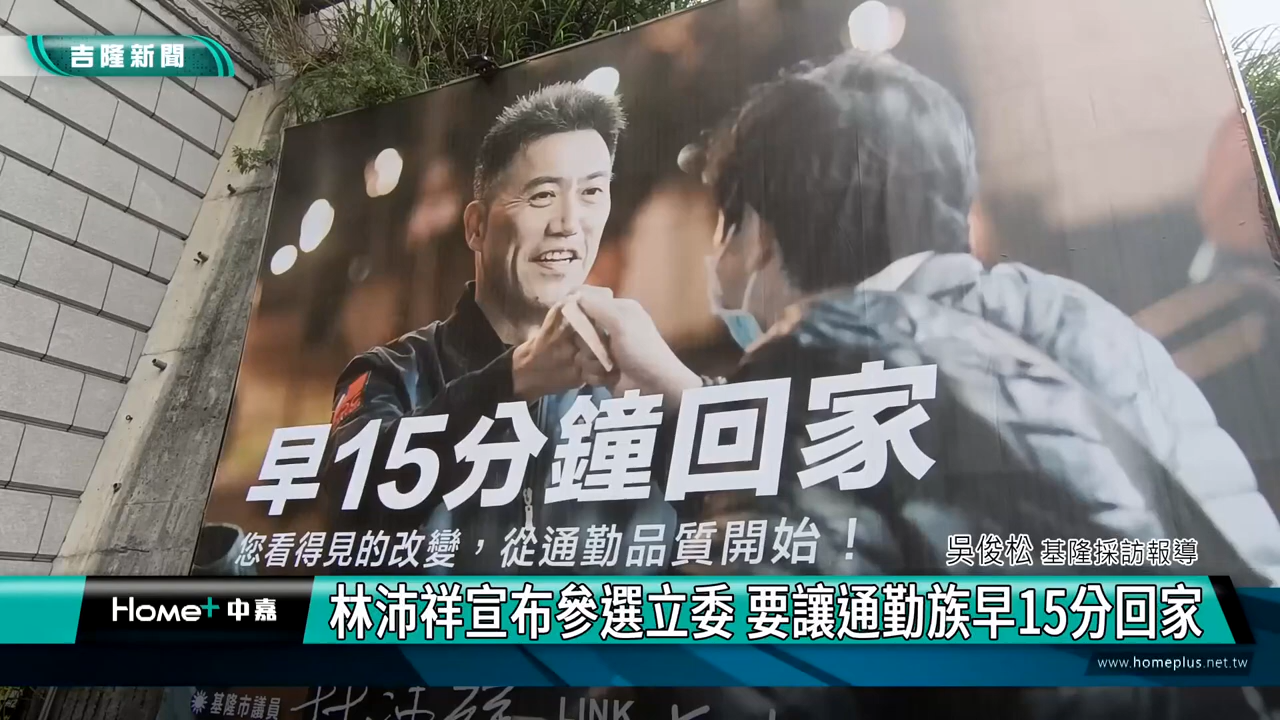 吉隆新聞
早15分鐘回家
您看得見的改變，從通勤品質開始！
吳俊松 基隆採訪報導
Home+中嘉
林沛祥宣布參選立委 要讓通勤族早15分回家
www.homeplus.net.tw
基隆市議員
林沛祥
LINK